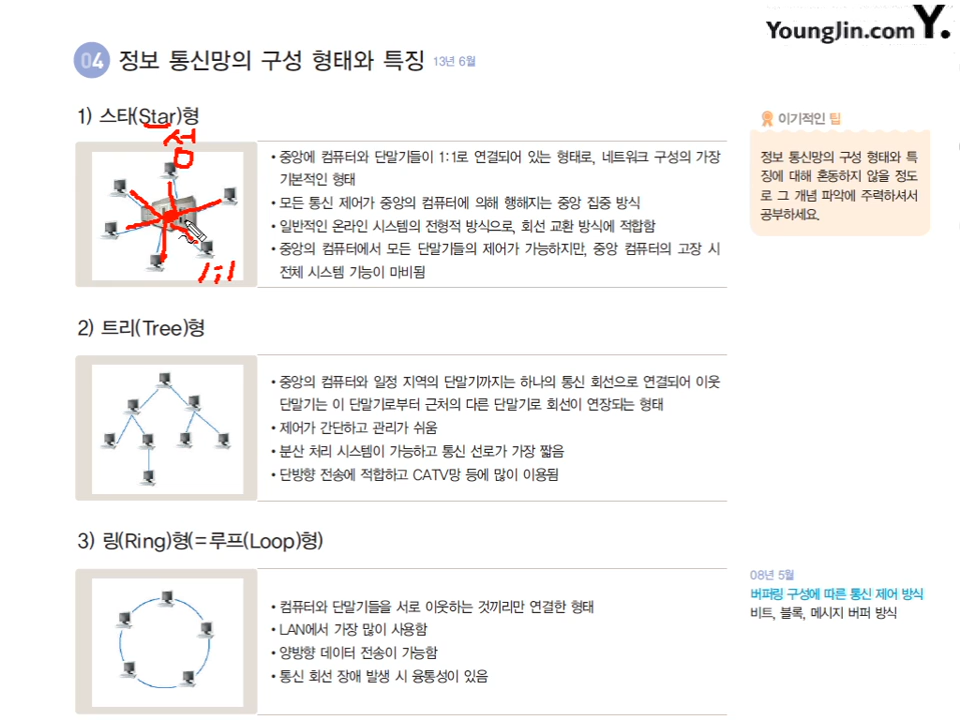 YoungJin.com Y.
04 정보 통신망의 구성 형태와 특징 13년 6월
1) 스타(Star)형
점
• 중앙에 컴퓨터와 단말기들이 1:1로 연결되어 있는 형태로, 네트워크 구성의 가장
기본적인 형태
• 모든 통신 제어가 중앙의 컴퓨터에 의해 행해지는 중앙 집중 방식
• 일반적인 온라인 시스템의 전형적 방식으로, 회선 교환 방식에 적합함
• 중앙의 컴퓨터에서 모든 단말기들의 제어가 가능하지만, 중앙 컴퓨터의 고장 시
전체 시스템 기능이 마비됨
1:1
이기적인 팁
정보 통신망의 구성 형태와 특
징에 대해 혼동하지 않을 정도
로 그 개념 파악에 주력하셔서
공부하세요.
2) 트리(Tree)형
• 중앙의 컴퓨터와 일정 지역의 단말기까지는 하나의 통신 회선으로 연결되어 이웃
단말기는 이 단말기로부터 근처의 다른 단말기로 회선이 연장되는 형태
• 제어가 간단하고 관리가 쉬움
• 분산 처리 시스템이 가능하고 통신 선로가 가장 짧음
• 단방향 전송에 적합하고 CATV망 등에 많이 이용됨
3) 링(Ring)형(=루프(Loop)형)
• 컴퓨터와 단말기들을 서로 이웃하는 것끼리만 연결한 형태
• LAN에서 가장 많이 사용함
• 양방향 데이터 전송이 가능함
• 통신 회선 장애 발생 시 융통성이 있음
08년 5월
버퍼링 구성에 따른 통신 제어 방식
비트, 블록, 메시지 버퍼 방식